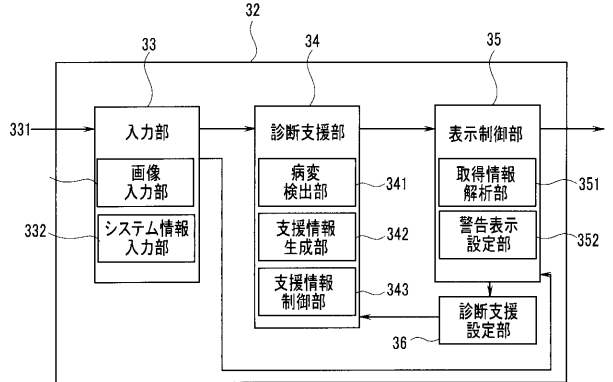 32
33
34
35
331
入力部
診断支援部
表示制御部
画像
入力部
病変
検出部
341
取得情報
解析部
351
332
システム情報
入力部
支援情報
生成部
342
警告表示
設定部
352
支援情報
制御部
343
診断支援
設定部
36